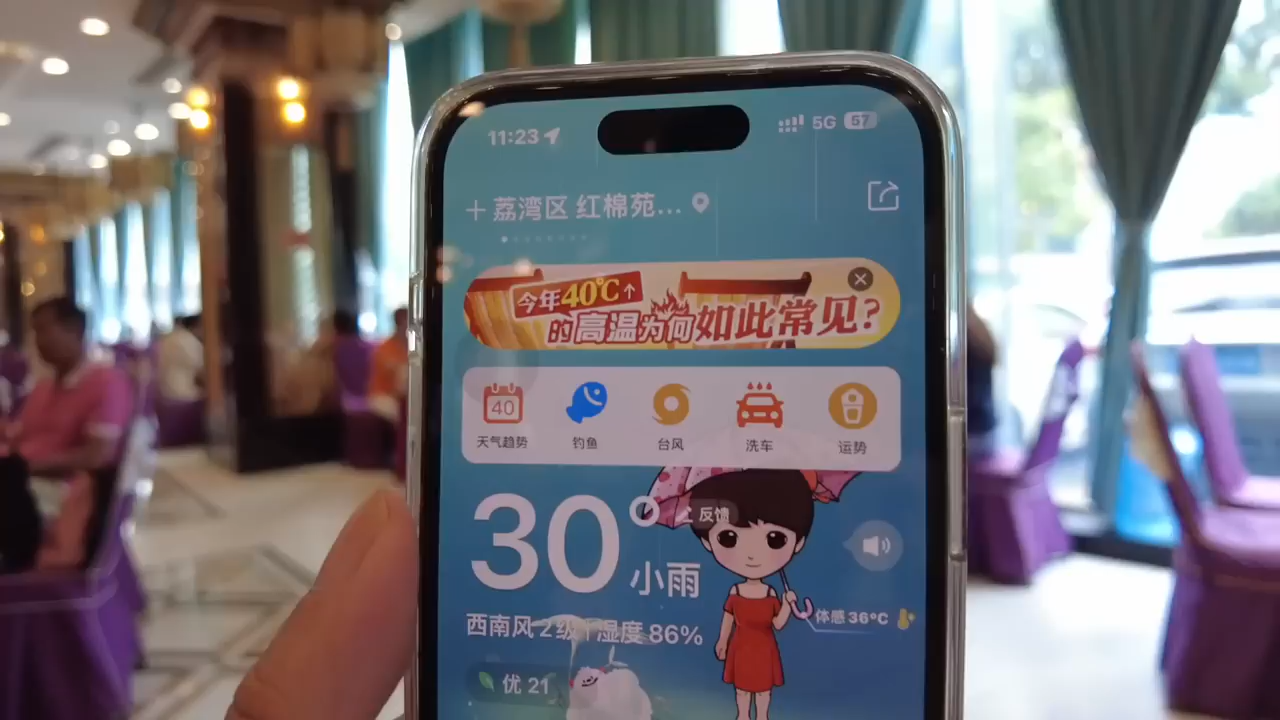 11:23 5G 57
荔湾区 红棉苑...
今年40℃↑
的高温为何如此常见?
40
天气趋势 钓鱼 台风 洗车 运势
30° 反馈
小雨
体感 36°C
西南风 2级 湿度 86%
优 21